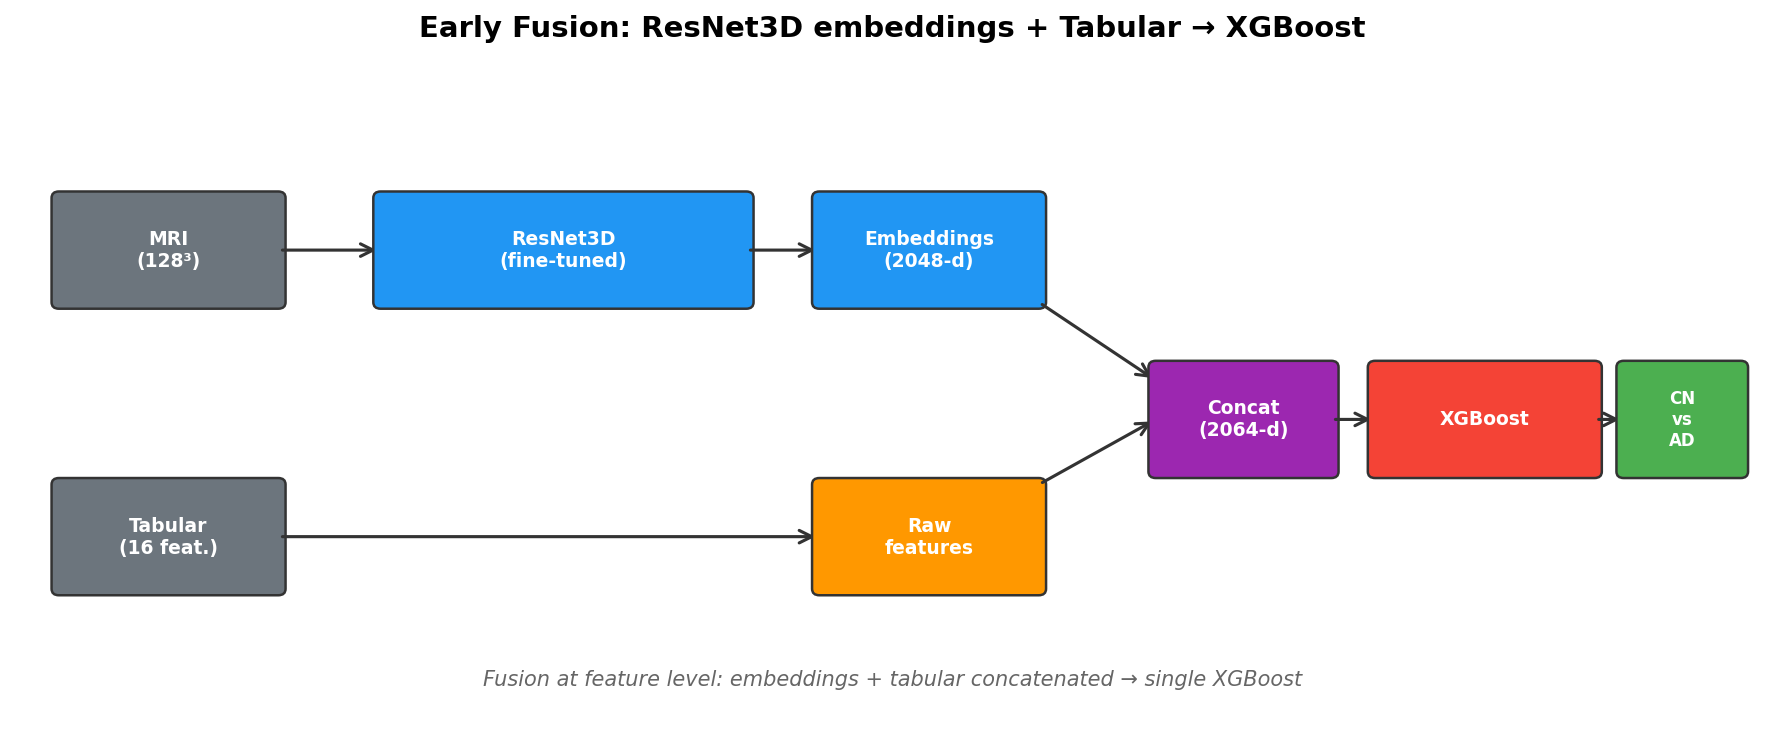 Early Fusion: ResNet3D embeddings + Tabular → XGBoost
MRI
(128³)
ResNet3D
(fine-tuned)
Embeddings
(2048-d)
Concat
(2064-d)
XGBoost
CN
vs
AD
Tabular
(16 feat.)
Raw
features
Fusion at feature level: embeddings + tabular concatenated → single XGBoost